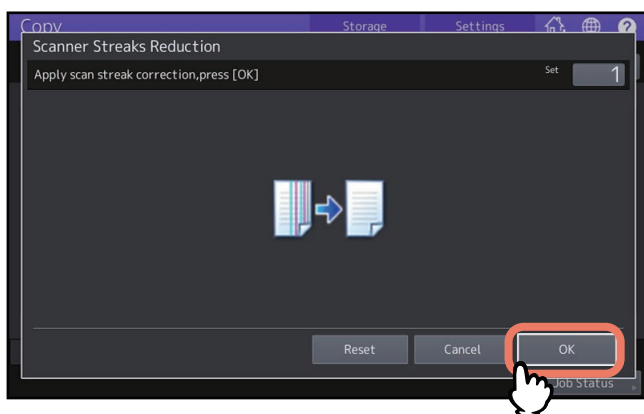 Copy Storage Settings
Scanner Streaks Reduction
Apply scan streak correction,press [OK] Set 1
Reset Cancel OK
Job Status